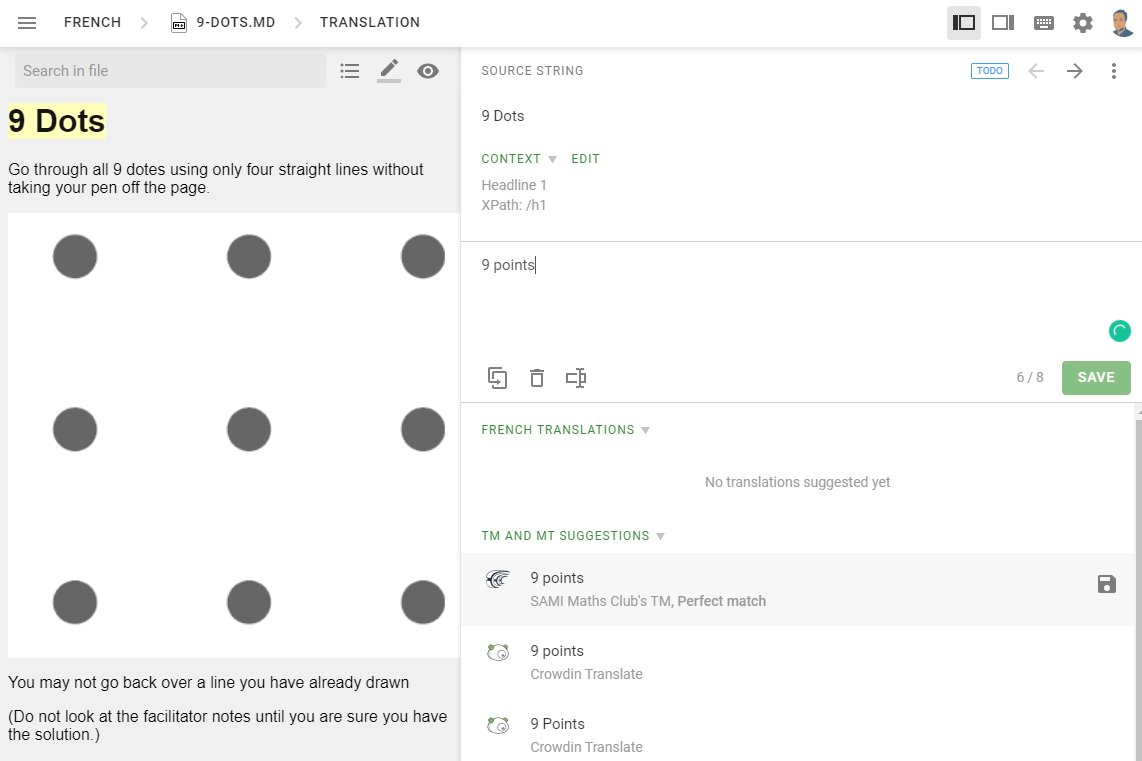 FRENCH
9-DOTS.MD
TRANSLATION
Search in file
9 Dots
Go through all 9 dotes using only four straight lines without
taking your pen off the page.
You may not go back over a line you have already drawn
(Do not look at the facilitator notes until you are sure you have
the solution.)
SOURCE STRING
TODO
9 Dots
CONTEXT EDIT
Headline 1
XPath: /h1
9 points
6 / 8
SAVE
FRENCH TRANSLATIONS
No translations suggested yet
TM AND MT SUGGESTIONS
9 points
SAMI Maths Club's TM, Perfect match
9 points
Crowdin Translate
9 Points
Crowdin Translate